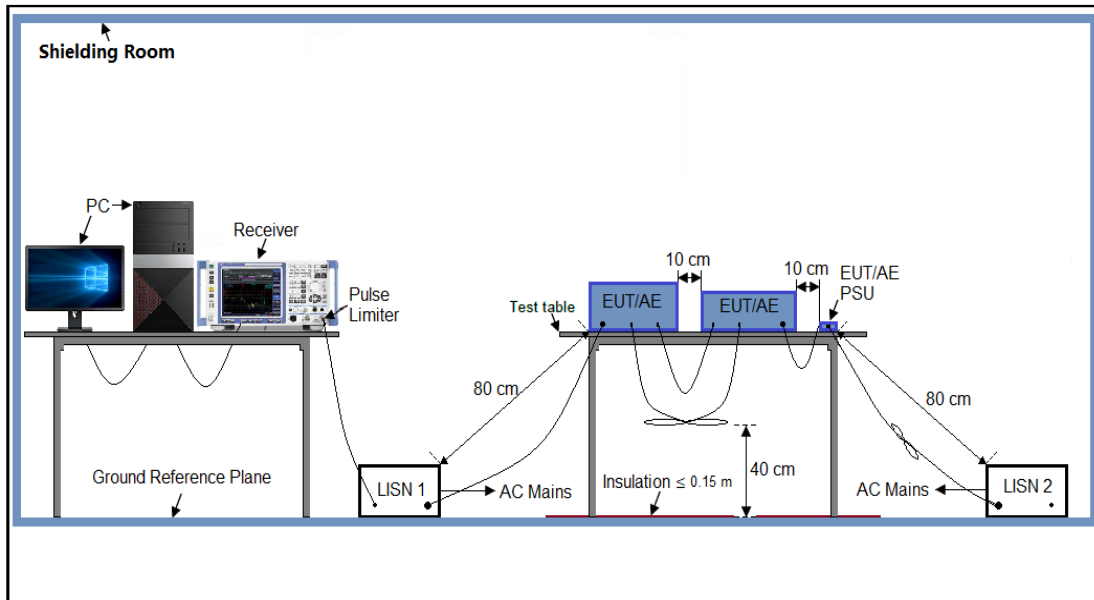 Shielding Room
PC
Receiver
Pulse
Limiter
10 cm
10 cm
EUT/AE
PSU
EUT/AE
EUT/AE
Test table
80 cm
80 cm
40 cm
Ground Reference Plane
LISN 1
AC Mains
Insulation ≤ 0.15 m
AC Mains
LISN 2